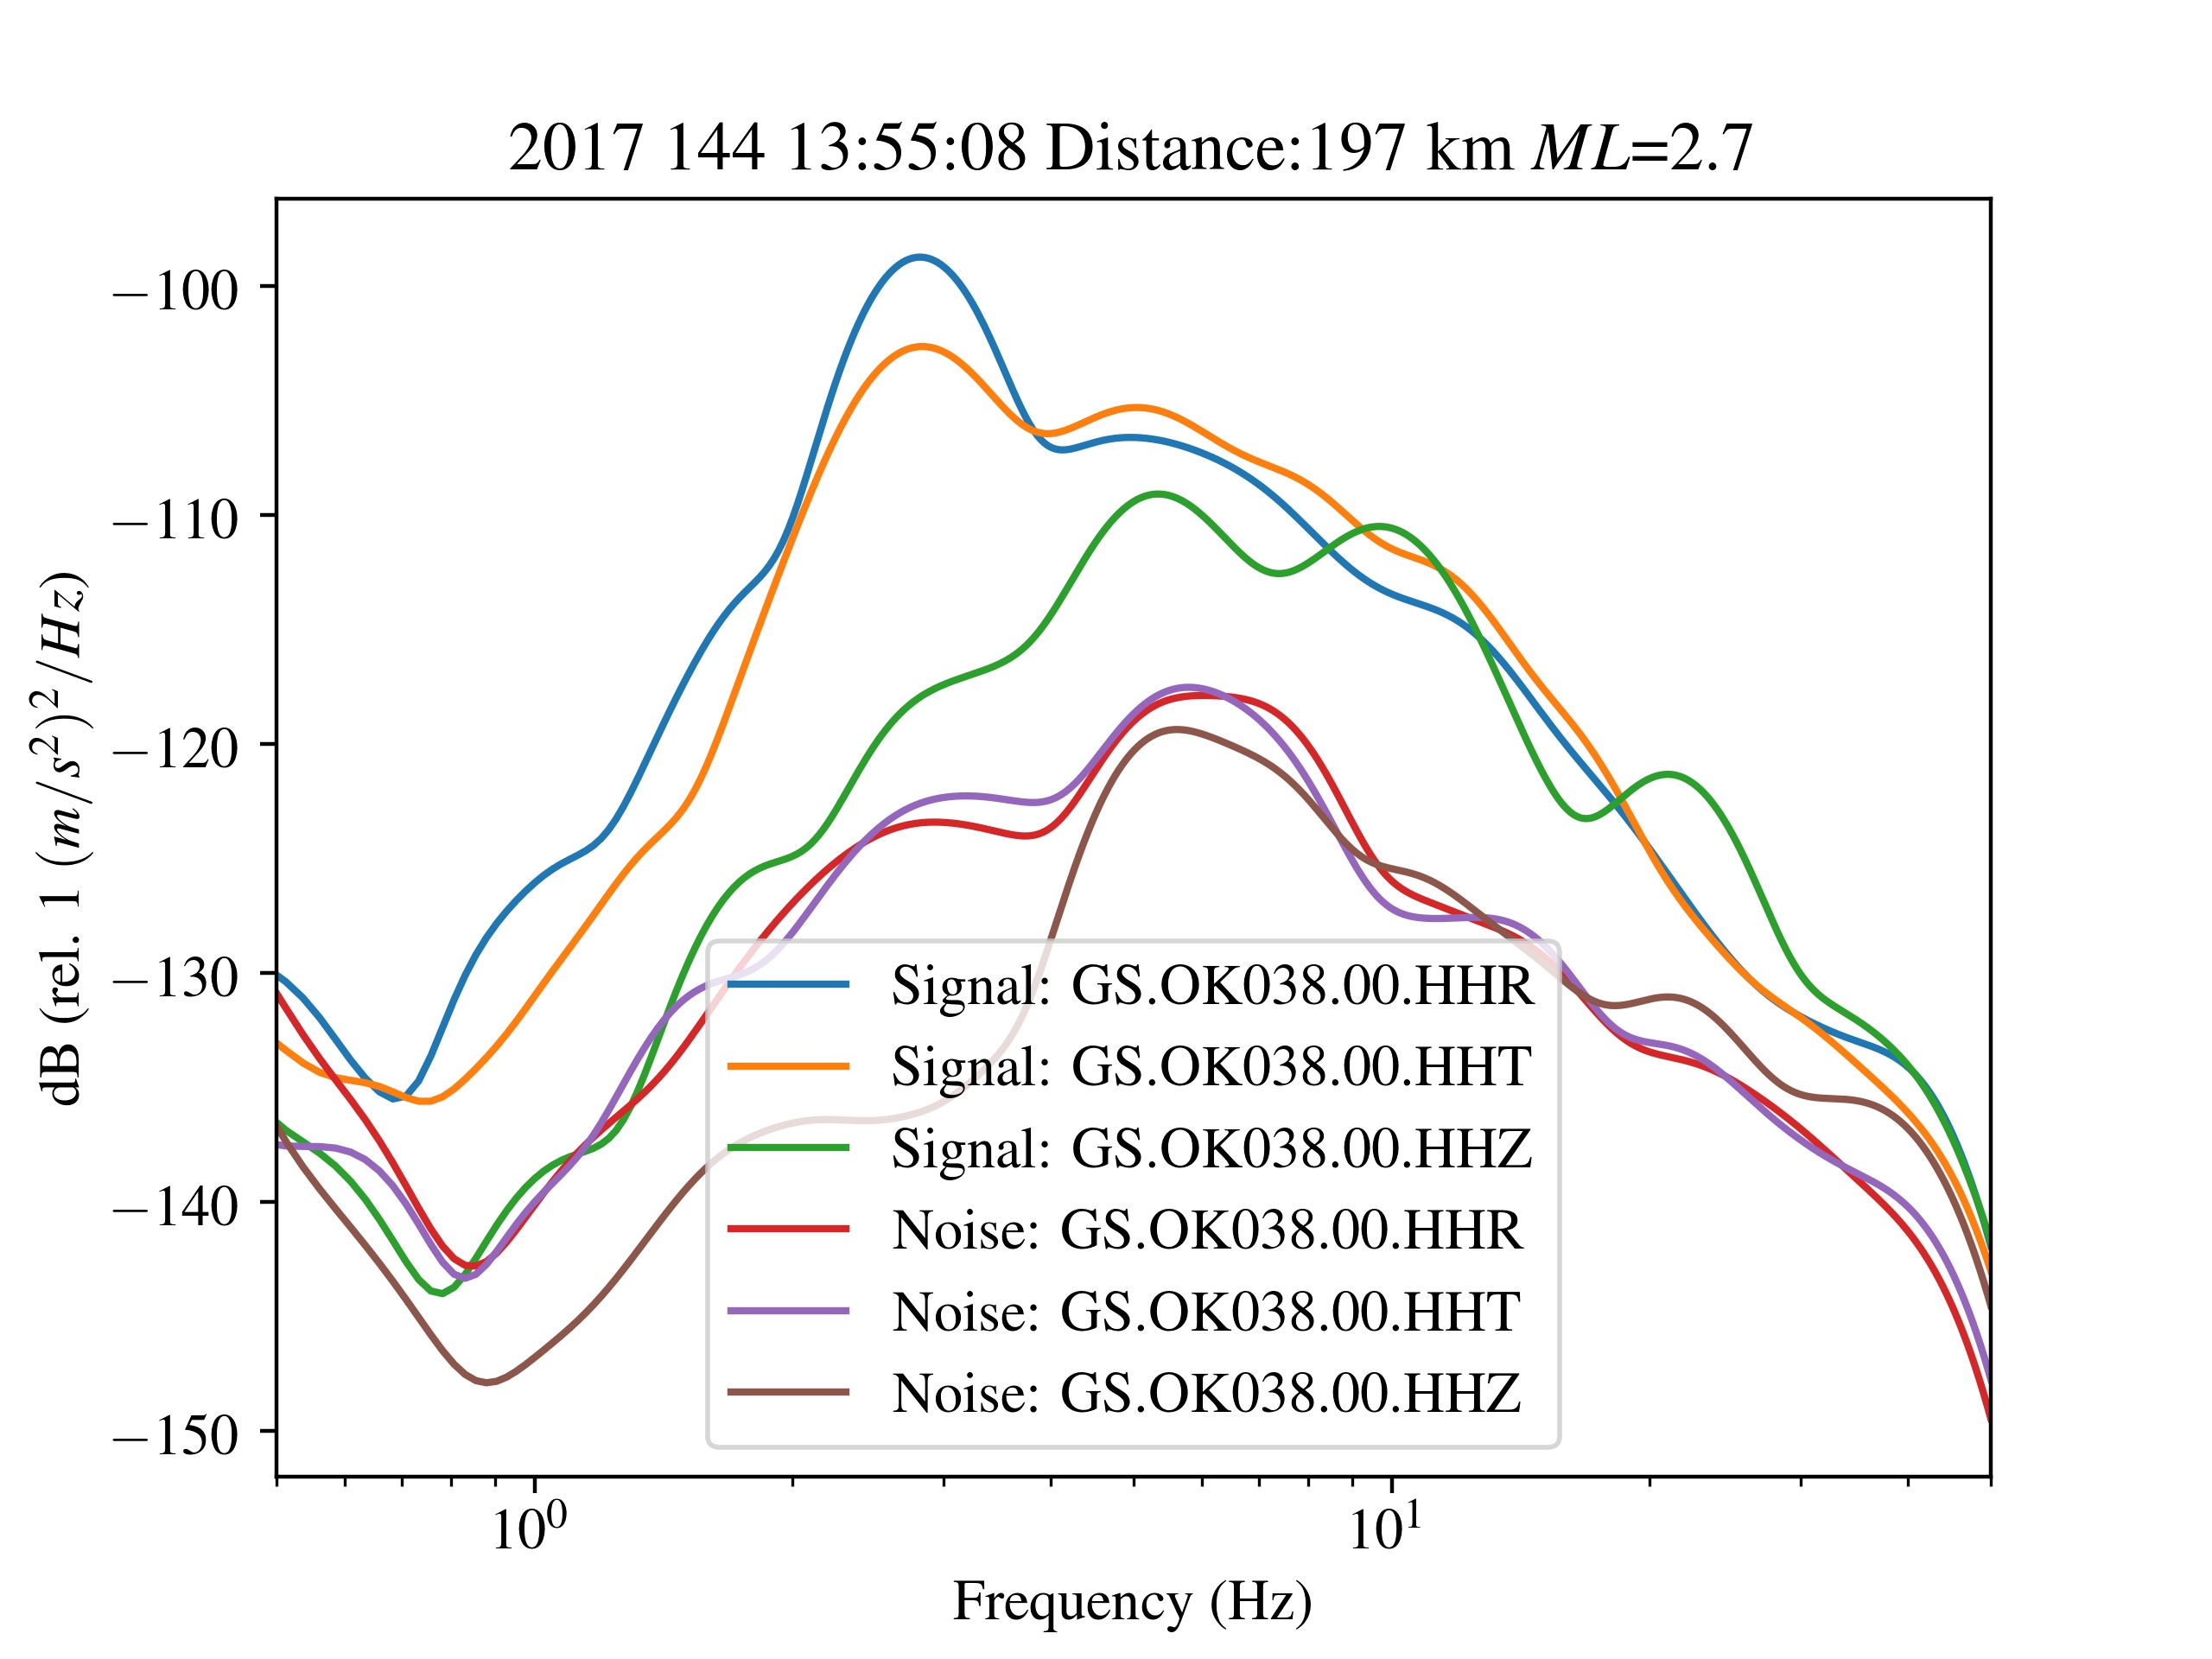 2017 144 13:55:08 Distance:197 km ML=2.7
dB (rel. 1 (m/s²)²/Hz)
−100
−110
−120
−130
−140
−150
Signal: GS.OK038.00.HHR
Signal: GS.OK038.00.HHT
Signal: GS.OK038.00.HHZ
Noise: GS.OK038.00.HHR
Noise: GS.OK038.00.HHT
Noise: GS.OK038.00.HHZ
10⁰ 10¹
Frequency (Hz)